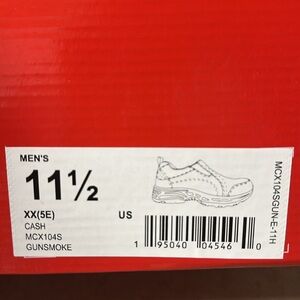 MEN'S
11½
XX(5E)
US
CASH
MCX104S
GUNSMOKE
1 95040 04546 0
MCX104SGUN-E-11H